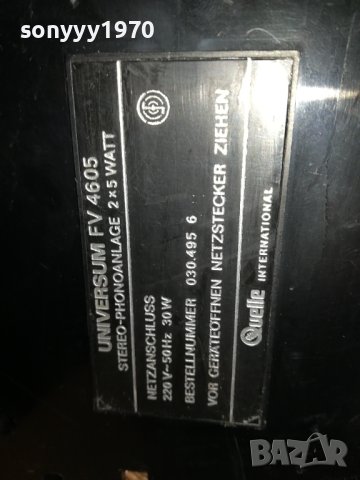 sonyyy1970
UNIVERSUM FV 4605
STEREO-PHONOANLAGE 2×5 WATT
NETZANSCHLUSS
220 V~50 Hz 30 W
BESTELLNUMMER 030.495 6
VOR GERÄTEÖFFNEN NETZSTECKER ZIEHEN
Quelle INTERNATIONAL
BAZAR